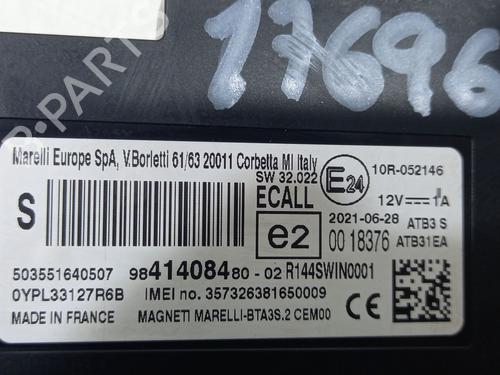 PARTS
17696
Marelli Europe SpA, V.Borletti 61/63 20011 Corbetta MI Italy
SW 32.022
E24
10R-052146
S
ECALL
12V 1A
e2
2021-06-28 ATB3 S
00 18376 ATB31EA
503551640507 9841408480-02 R144SWIN0001
0YPL33127R6B IMEI no. 357326381650009
MADE IN FRANCE MAGNETI MARELLI-BTA3S.2 CEM00
CE